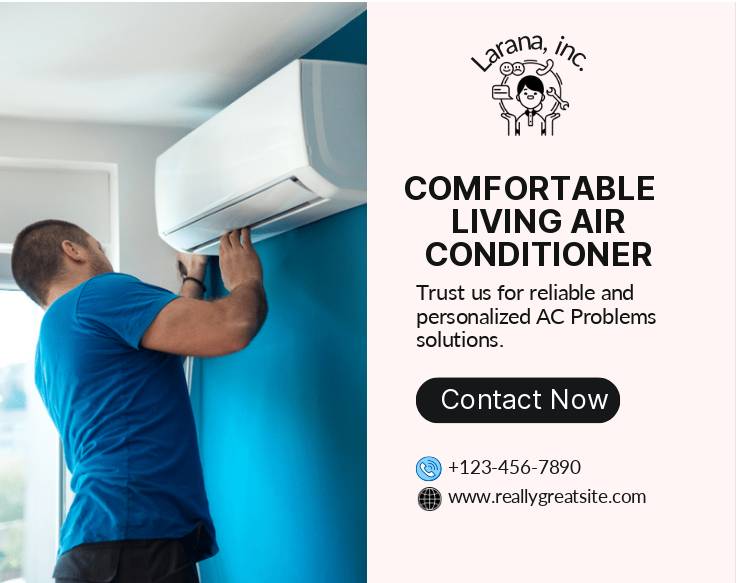 Larana, inc.
COMFORTABLE
LIVING AIR
CONDITIONER
Trust us for reliable and
personalized AC Problems
solutions.
Contact Now
+123-456-7890
www.reallygreatsite.com